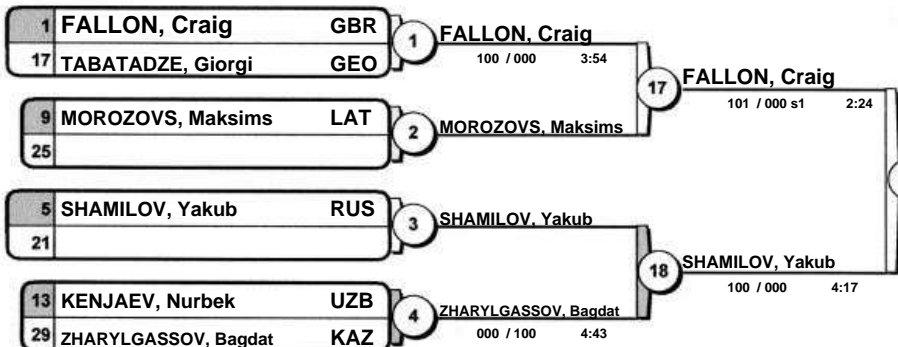 1 FALLON, Craig GBR
17 TABATADZE, Giorgi GEO
1
FALLON, Craig
100 / 000 3:54
9 MOROZOVS, Maksims LAT
25
2
MOROZOVS, Maksims
17
FALLON, Craig
101 / 000 s1 2:24
5 SHAMILOV, Yakub RUS
21
3
SHAMILOV, Yakub
13 KENJAEV, Nurbek UZB
29 ZHARYLGASSOV, Bagdat KAZ
4
ZHARYLGASSOV, Bagdat
000 / 100 4:43
18
SHAMILOV, Yakub
100 / 000 4:17